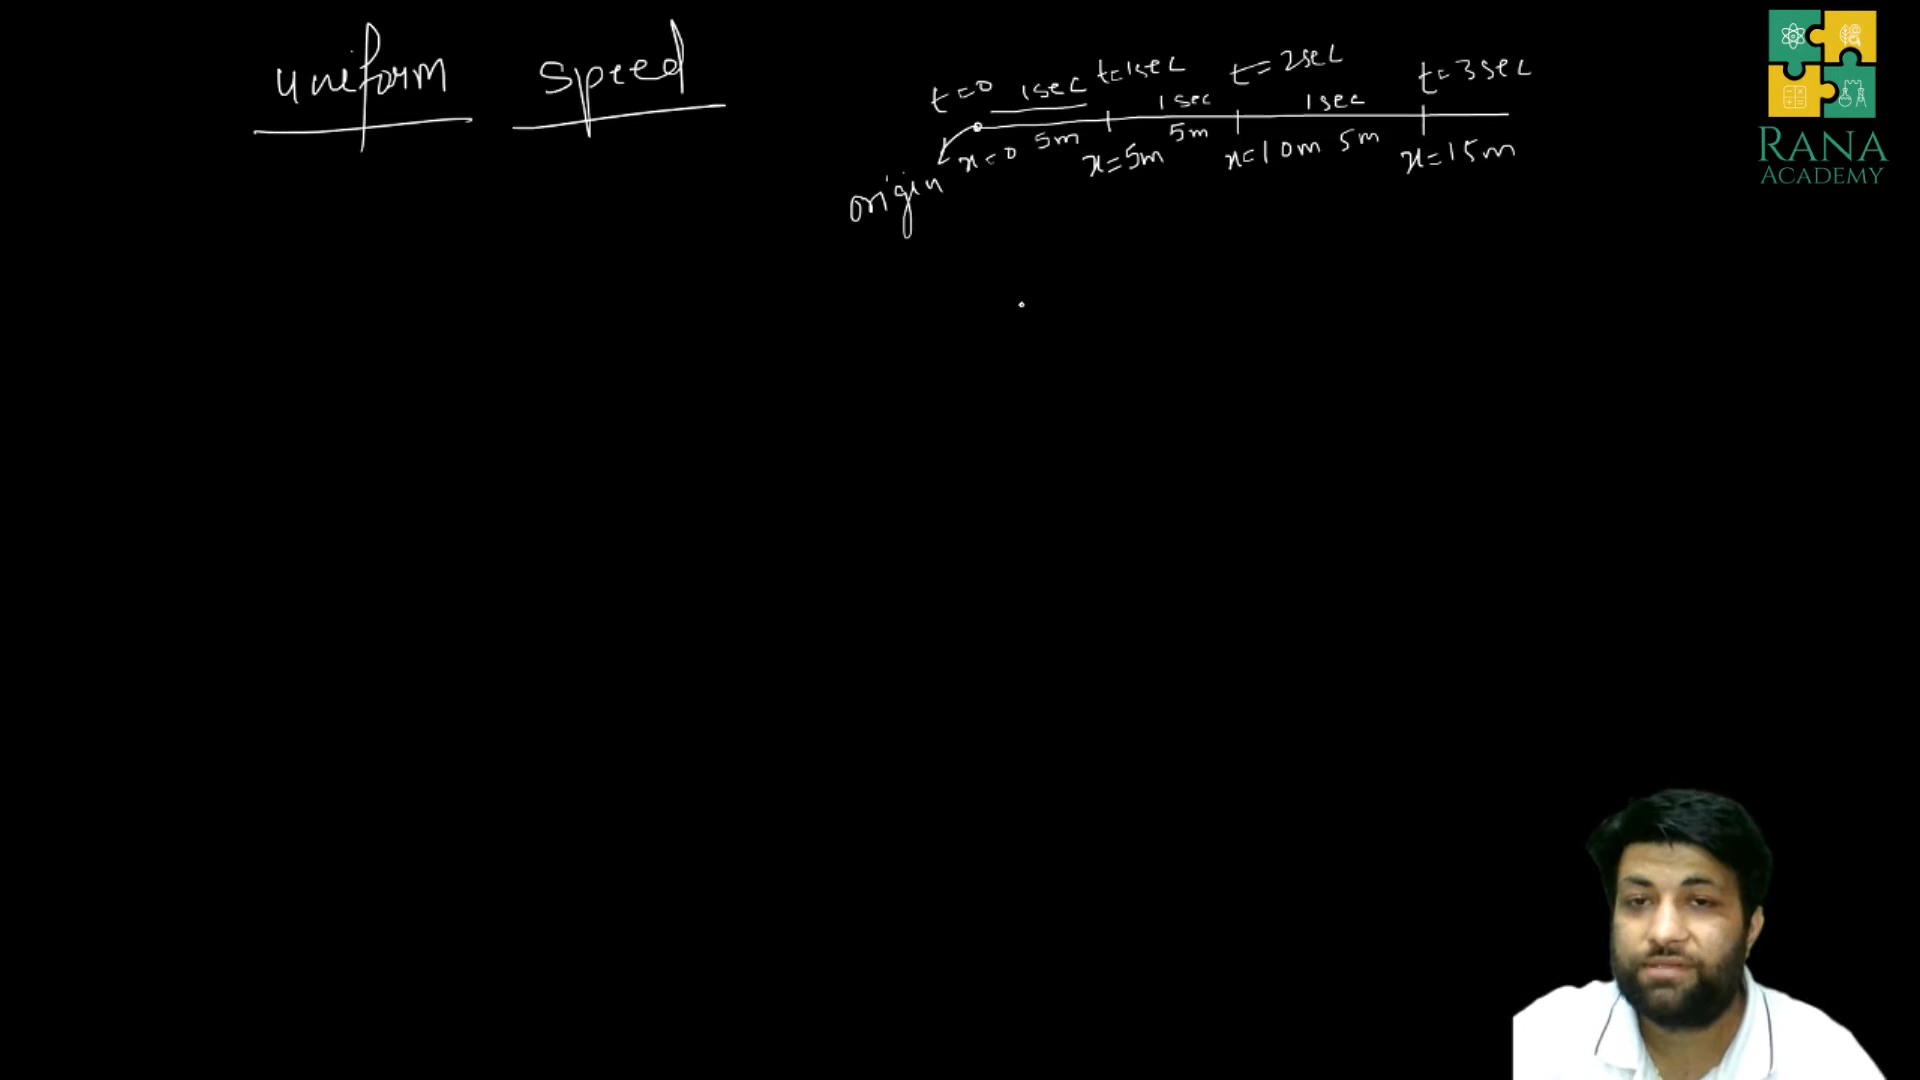 uniform speed
t=0 1sec t=1sec t=2sec t=3sec
1sec 1sec
5m 5m
x=0 x=5m x=10m 5m x=15m
origin
RANA
ACADEMY